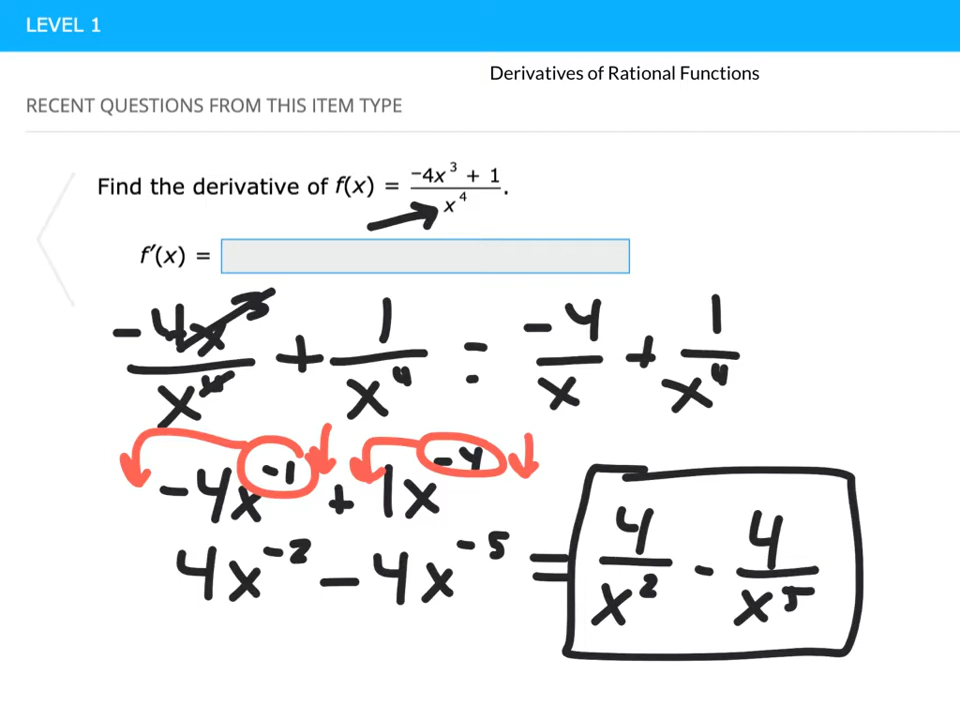 LEVEL 1
Derivatives of Rational Functions
RECENT QUESTIONS FROM THIS ITEM TYPE
Find the derivative of f(x) = (-4x³ + 1)/x⁴.
f'(x) =
-4x³/x⁴ + 1/x⁴ = -4/x + 1/x⁴
-4x⁻¹ + 1x⁻⁴
4x⁻² - 4x⁻⁵ = 4/x² - 4/x⁵